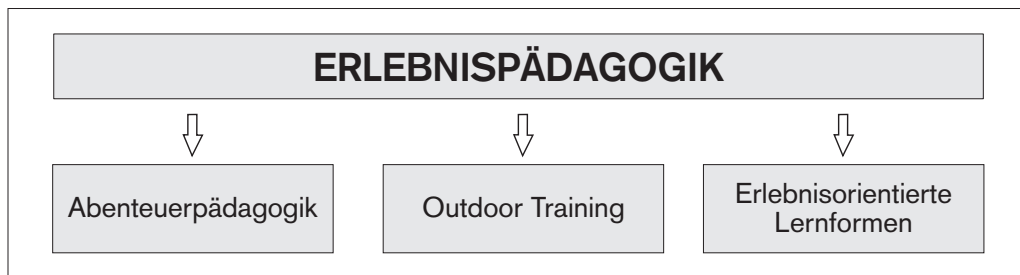 ERLEBNISPÄDAGOGIK
Abenteuerpädagogik
Outdoor Training
Erlebnisorientierte
Lernformen